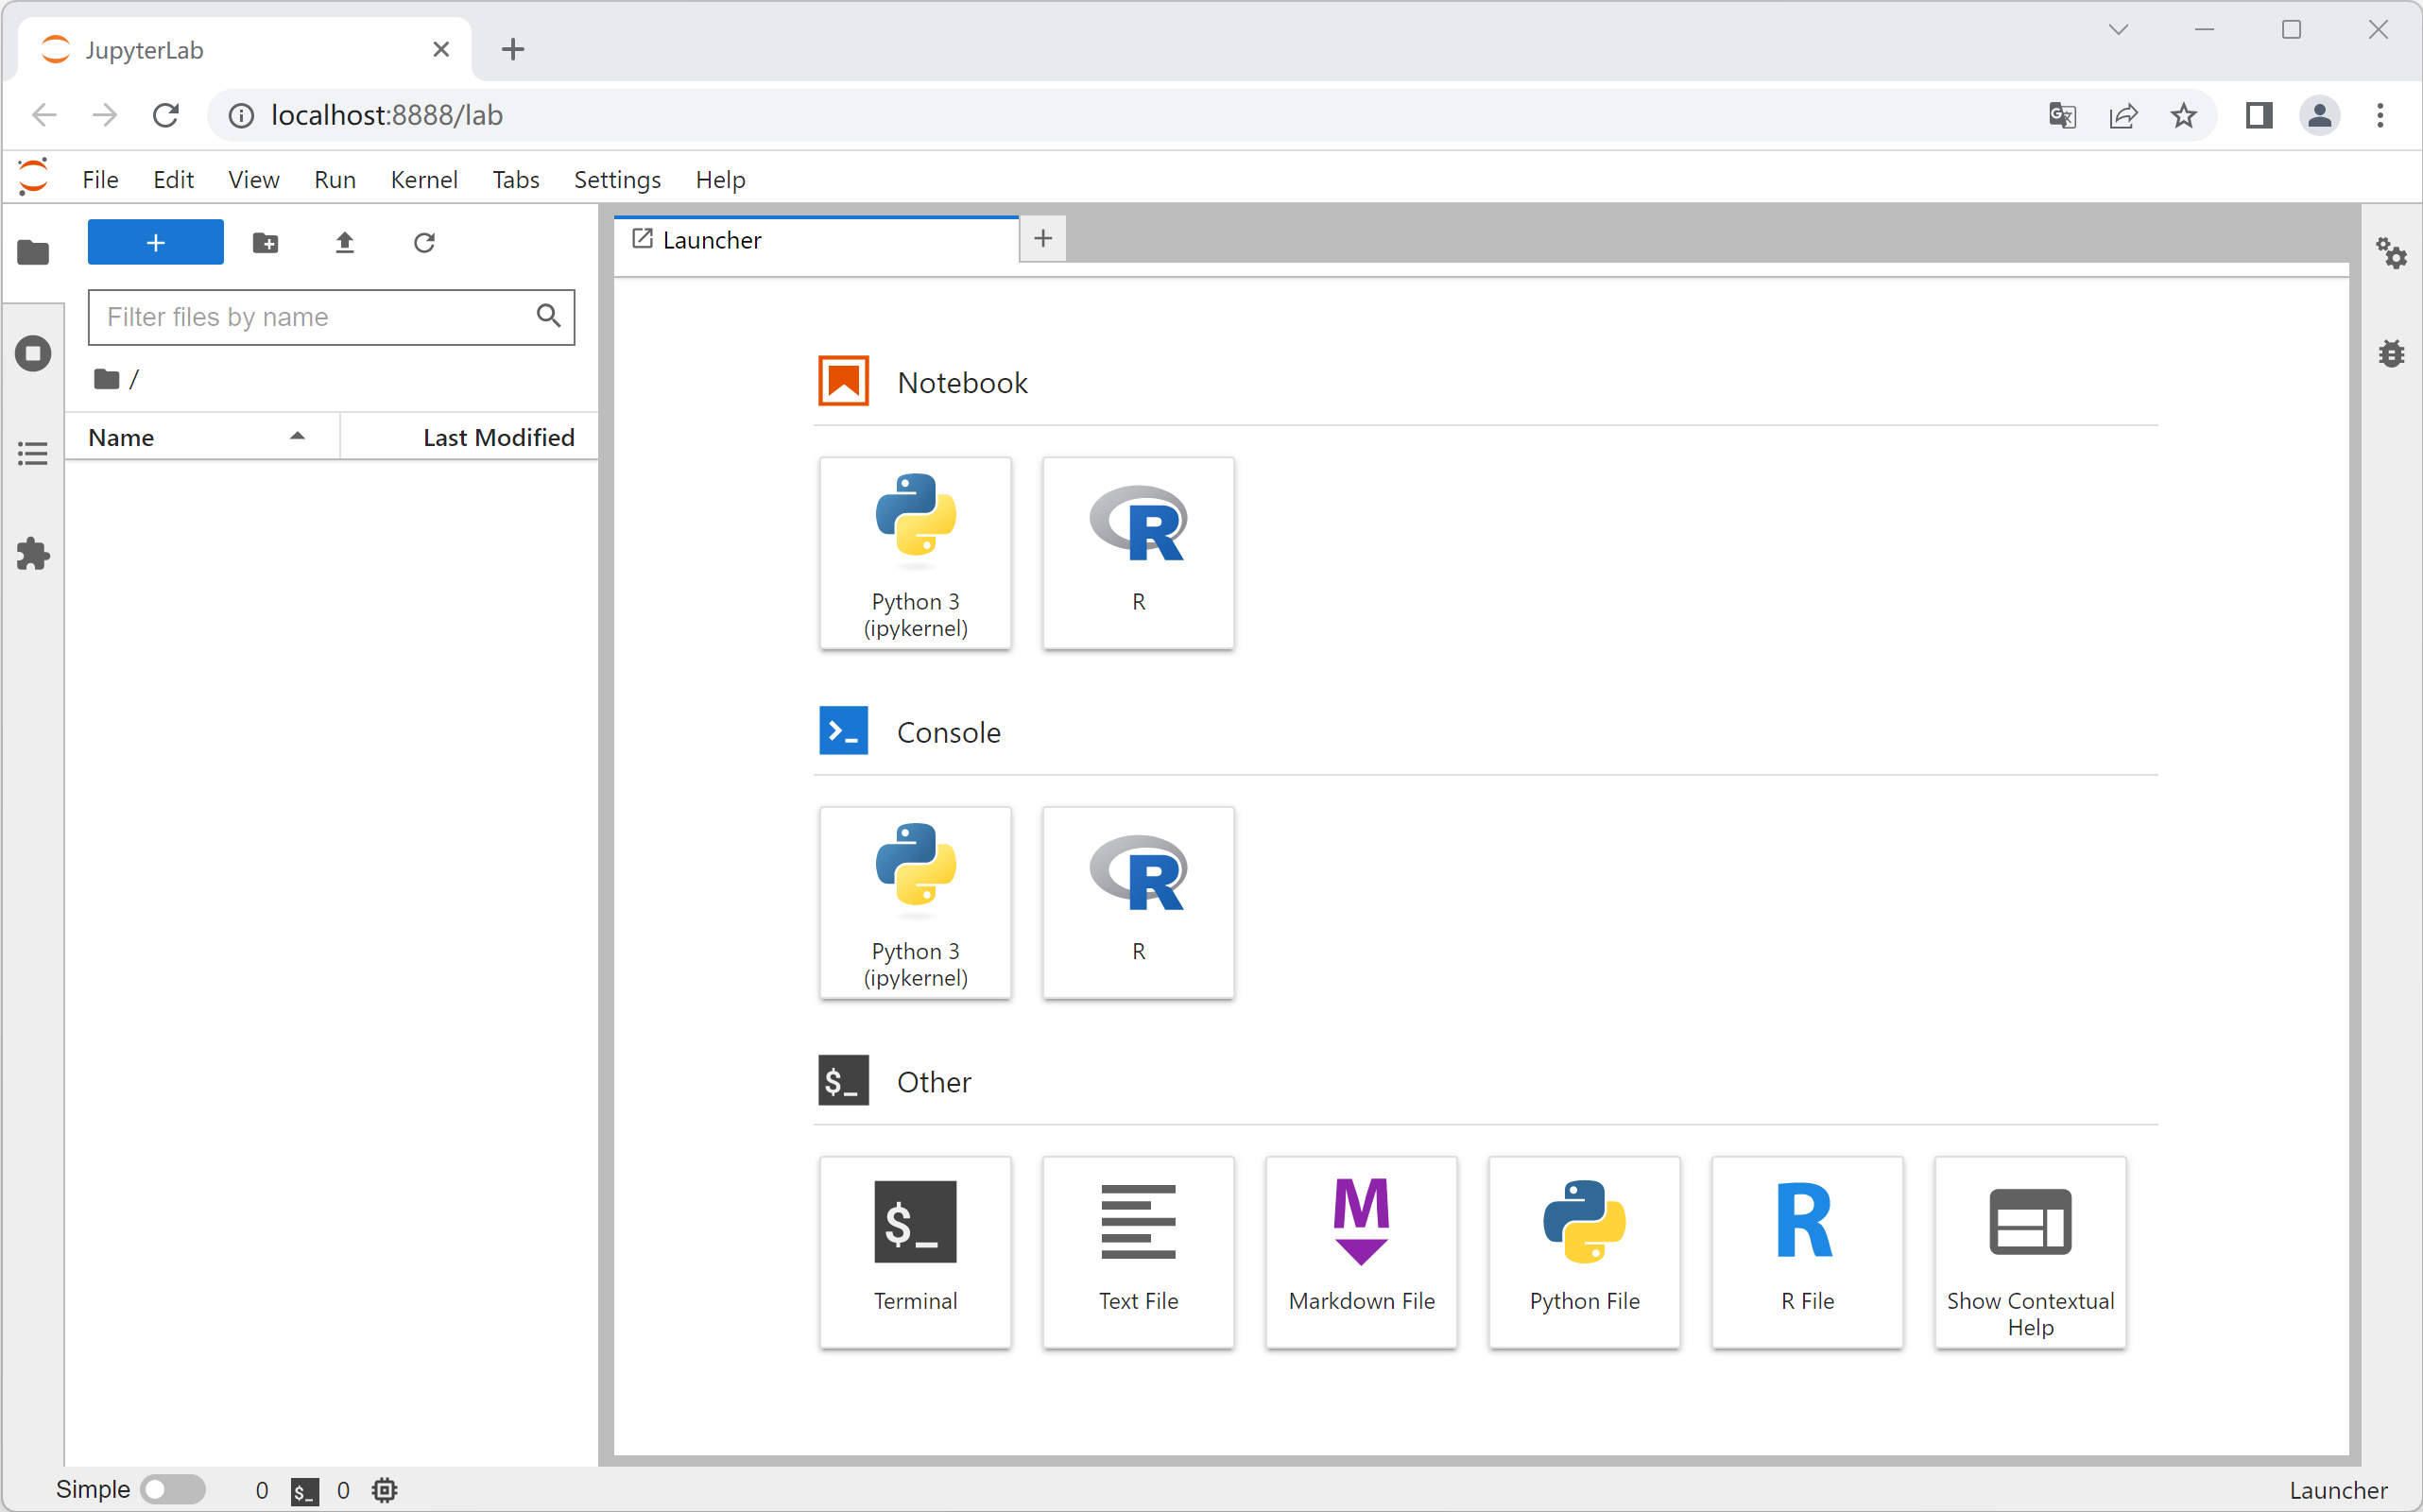 JupyterLab
localhost:8888/lab
File Edit View Run Kernel Tabs Settings Help
Launcher
Filter files by name
/
Name Last Modified
Notebook
Python 3
(ipykernel)
R
Console
Python 3
(ipykernel)
R
$_ Other
$_
Terminal
Text File
M
Markdown File
Python File
R
R File
Show Contextual
Help
Simple 0 $_ 0
Launcher